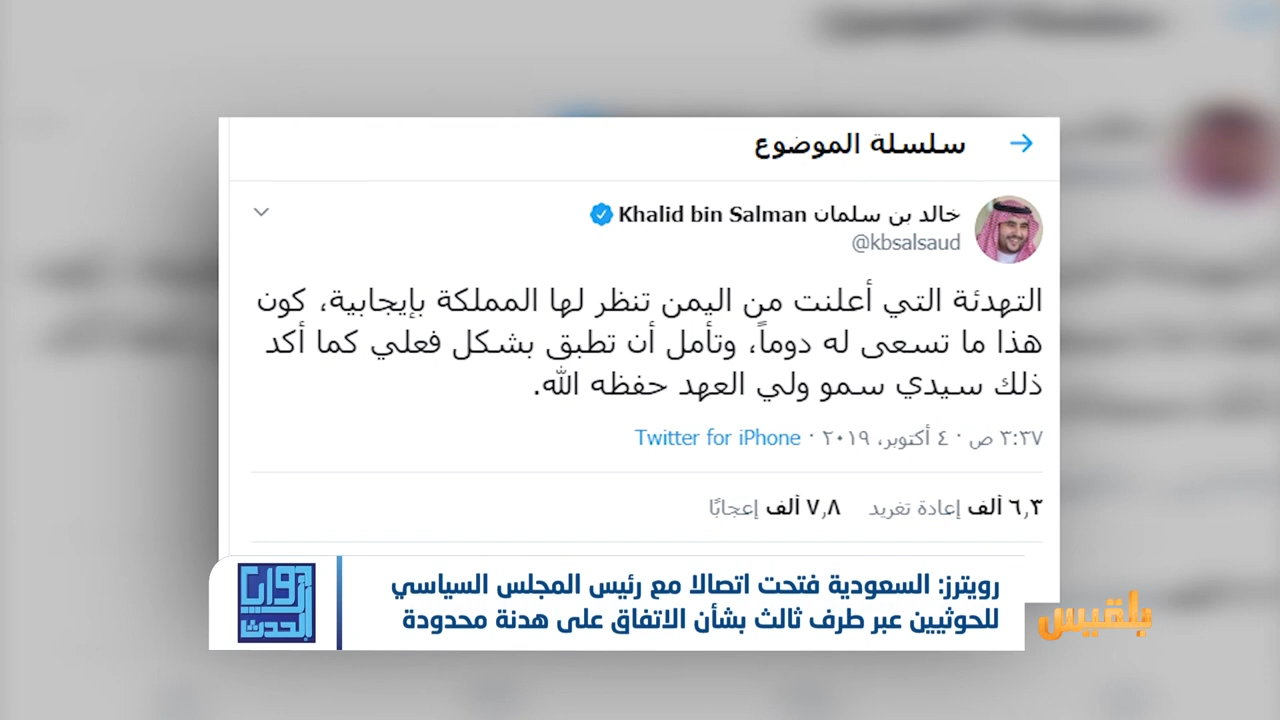 سلسلة الموضوع
خالد بن سلمان Khalid bin Salman
@kbsalsaud
التهدئة التي أعلنت من اليمن تنظر لها المملكة بإيجابية، كون
هذا ما تسعى له دوماً، وتأمل أن تطبق بشكل فعلي كما أكد
ذلك سيدي سمو ولي العهد حفظه الله.
٣:٣٧ ص · ٤ أكتوبر، ٢٠١٩ · Twitter for iPhone
٦,٣ ألف إعادة تغريد ٧,٨ ألف إعجابًا
رويترز: السعودية فتحت اتصالا مع رئيس المجلس السياسي
للحوثيين عبر طرف ثالث بشأن الاتفاق على هدنة محدودة
أبواب
الحدث
بلقيس